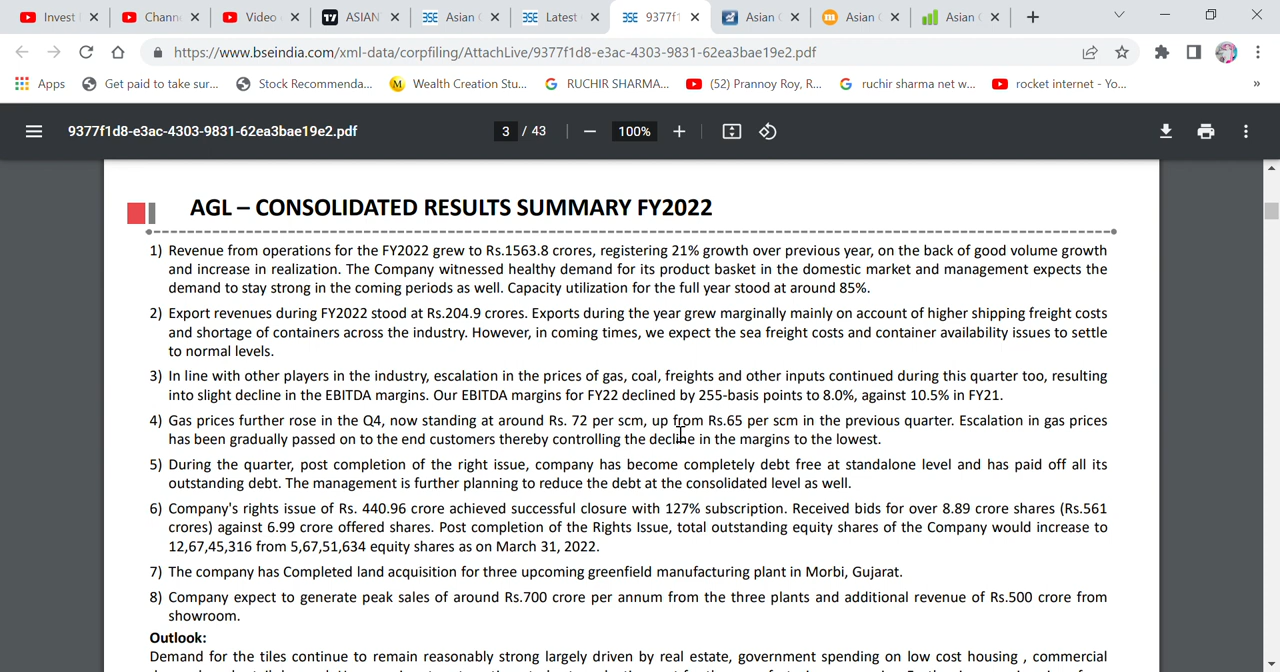 Invest
Chann
Video
ASIAN
Asian
Latest
9377f1
Asian
Asian
Asian
https://www.bseindia.com/xml-data/corpfiling/AttachLive/9377f1d8-e3ac-4303-9831-62ea3bae19e2.pdf
Apps
Get paid to take sur...
Stock Recommenda...
Wealth Creation Stu...
RUCHIR SHARMA...
(52) Prannoy Roy, R...
ruchir sharma net w...
rocket internet - Yo...
»
9377f1d8-e3ac-4303-9831-62ea3bae19e2.pdf
3 / 43
100%
AGL – CONSOLIDATED RESULTS SUMMARY FY2022
1) Revenue from operations for the FY2022 grew to Rs.1563.8 crores, registering 21% growth over previous year, on the back of good volume growth
and increase in realization. The Company witnessed healthy demand for its product basket in the domestic market and management expects the
demand to stay strong in the coming periods as well. Capacity utilization for the full year stood at around 85%.
2) Export revenues during FY2022 stood at Rs.204.9 crores. Exports during the year grew marginally mainly on account of higher shipping freight costs
and shortage of containers across the industry. However, in coming times, we expect the sea freight costs and container availability issues to settle
to normal levels.
3) In line with other players in the industry, escalation in the prices of gas, coal, freights and other inputs continued during this quarter too, resulting
into slight decline in the EBITDA margins. Our EBITDA margins for FY22 declined by 255-basis points to 8.0%, against 10.5% in FY21.
4) Gas prices further rose in the Q4, now standing at around Rs. 72 per scm, up from Rs.65 per scm in the previous quarter. Escalation in gas prices
has been gradually passed on to the end customers thereby controlling the decline in the margins to the lowest.
5) During the quarter, post completion of the right issue, company has become completely debt free at standalone level and has paid off all its
outstanding debt. The management is further planning to reduce the debt at the consolidated level as well.
6) Company's rights issue of Rs. 440.96 crore achieved successful closure with 127% subscription. Received bids for over 8.89 crore shares (Rs.561
crores) against 6.99 crore offered shares. Post completion of the Rights Issue, total outstanding equity shares of the Company would increase to
12,67,45,316 from 5,67,51,634 equity shares as on March 31, 2022.
7) The company has Completed land acquisition for three upcoming greenfield manufacturing plant in Morbi, Gujarat.
8) Company expect to generate peak sales of around Rs.700 crore per annum from the three plants and additional revenue of Rs.500 crore from
showroom.
Outlook:
Demand for the tiles continue to remain reasonably strong largely driven by real estate, government spending on low cost housing , commercial